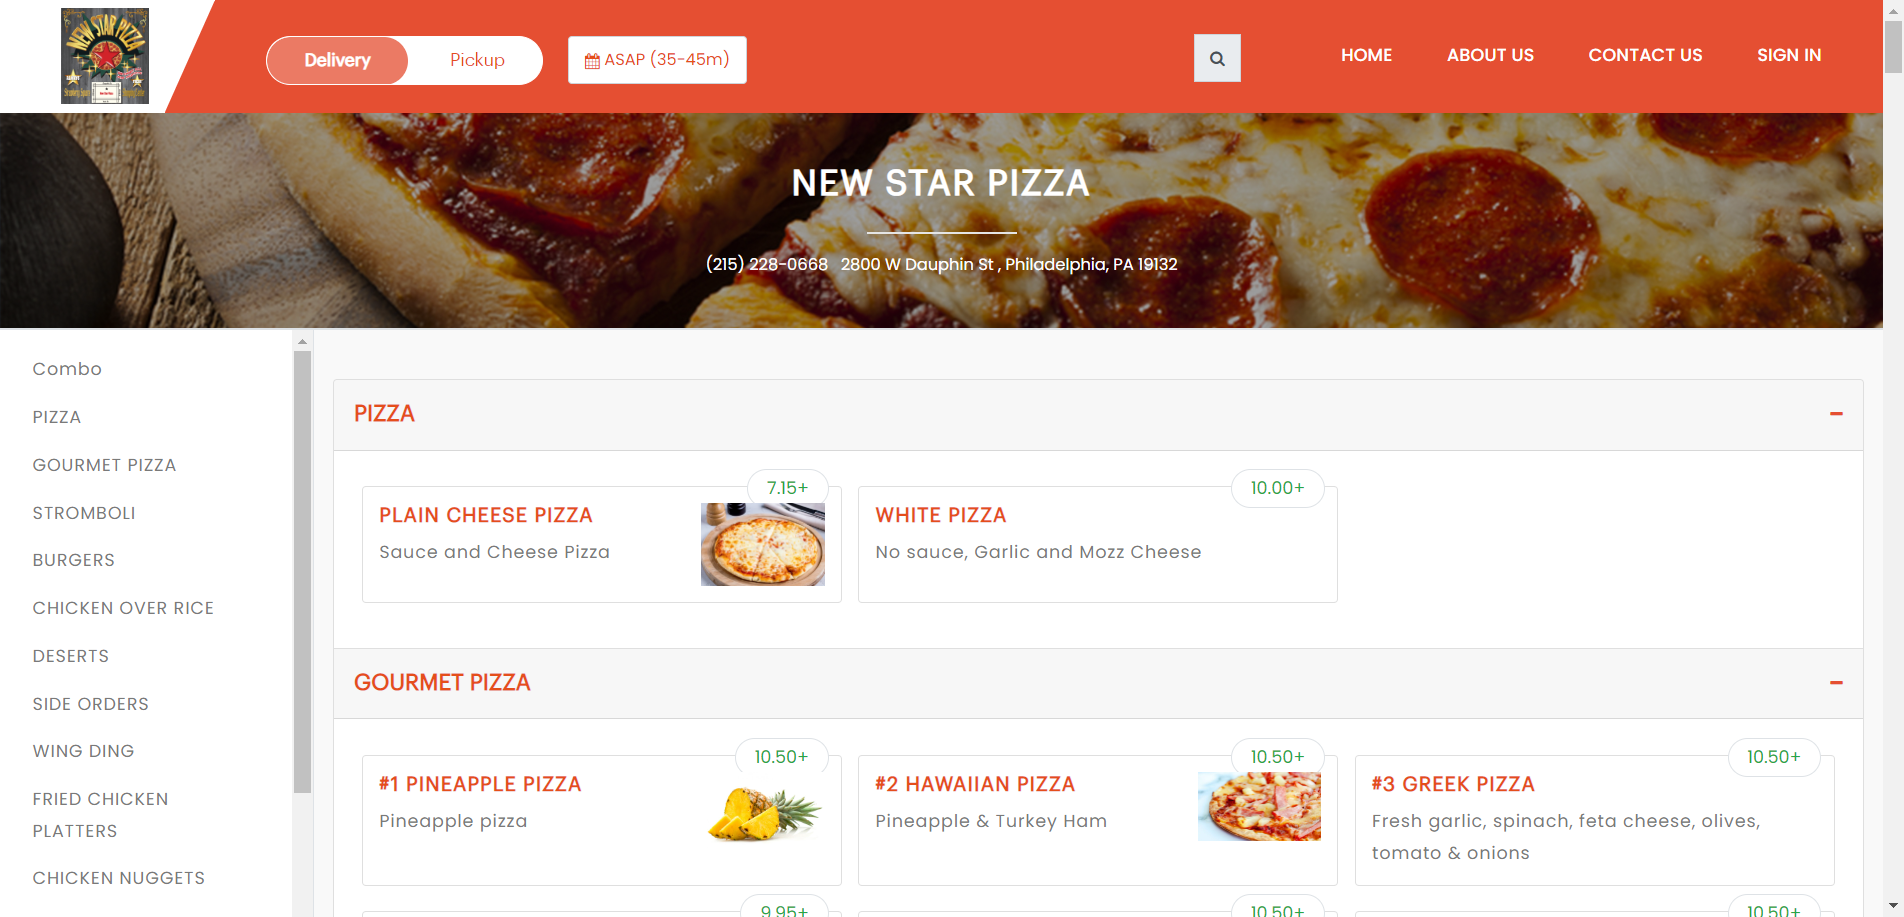 NEW STAR PIZZA
Delivery
Pickup
ASAP (35-45m)
HOME
ABOUT US
CONTACT US
SIGN IN
NEW STAR PIZZA
(215) 228-0668 2800 W Dauphin St , Philadelphia, PA 19132
Combo
PIZZA
GOURMET PIZZA
STROMBOLI
BURGERS
CHICKEN OVER RICE
DESERTS
SIDE ORDERS
WING DING
FRIED CHICKEN
PLATTERS
CHICKEN NUGGETS
PIZZA
7.15+
PLAIN CHEESE PIZZA
Sauce and Cheese Pizza
10.00+
WHITE PIZZA
No sauce, Garlic and Mozz Cheese
GOURMET PIZZA
10.50+
#1 PINEAPPLE PIZZA
Pineapple pizza
10.50+
#2 HAWAIIAN PIZZA
Pineapple & Turkey Ham
10.50+
#3 GREEK PIZZA
Fresh garlic, spinach, feta cheese, olives,
tomato & onions
9.95+
10.50+
10.50+